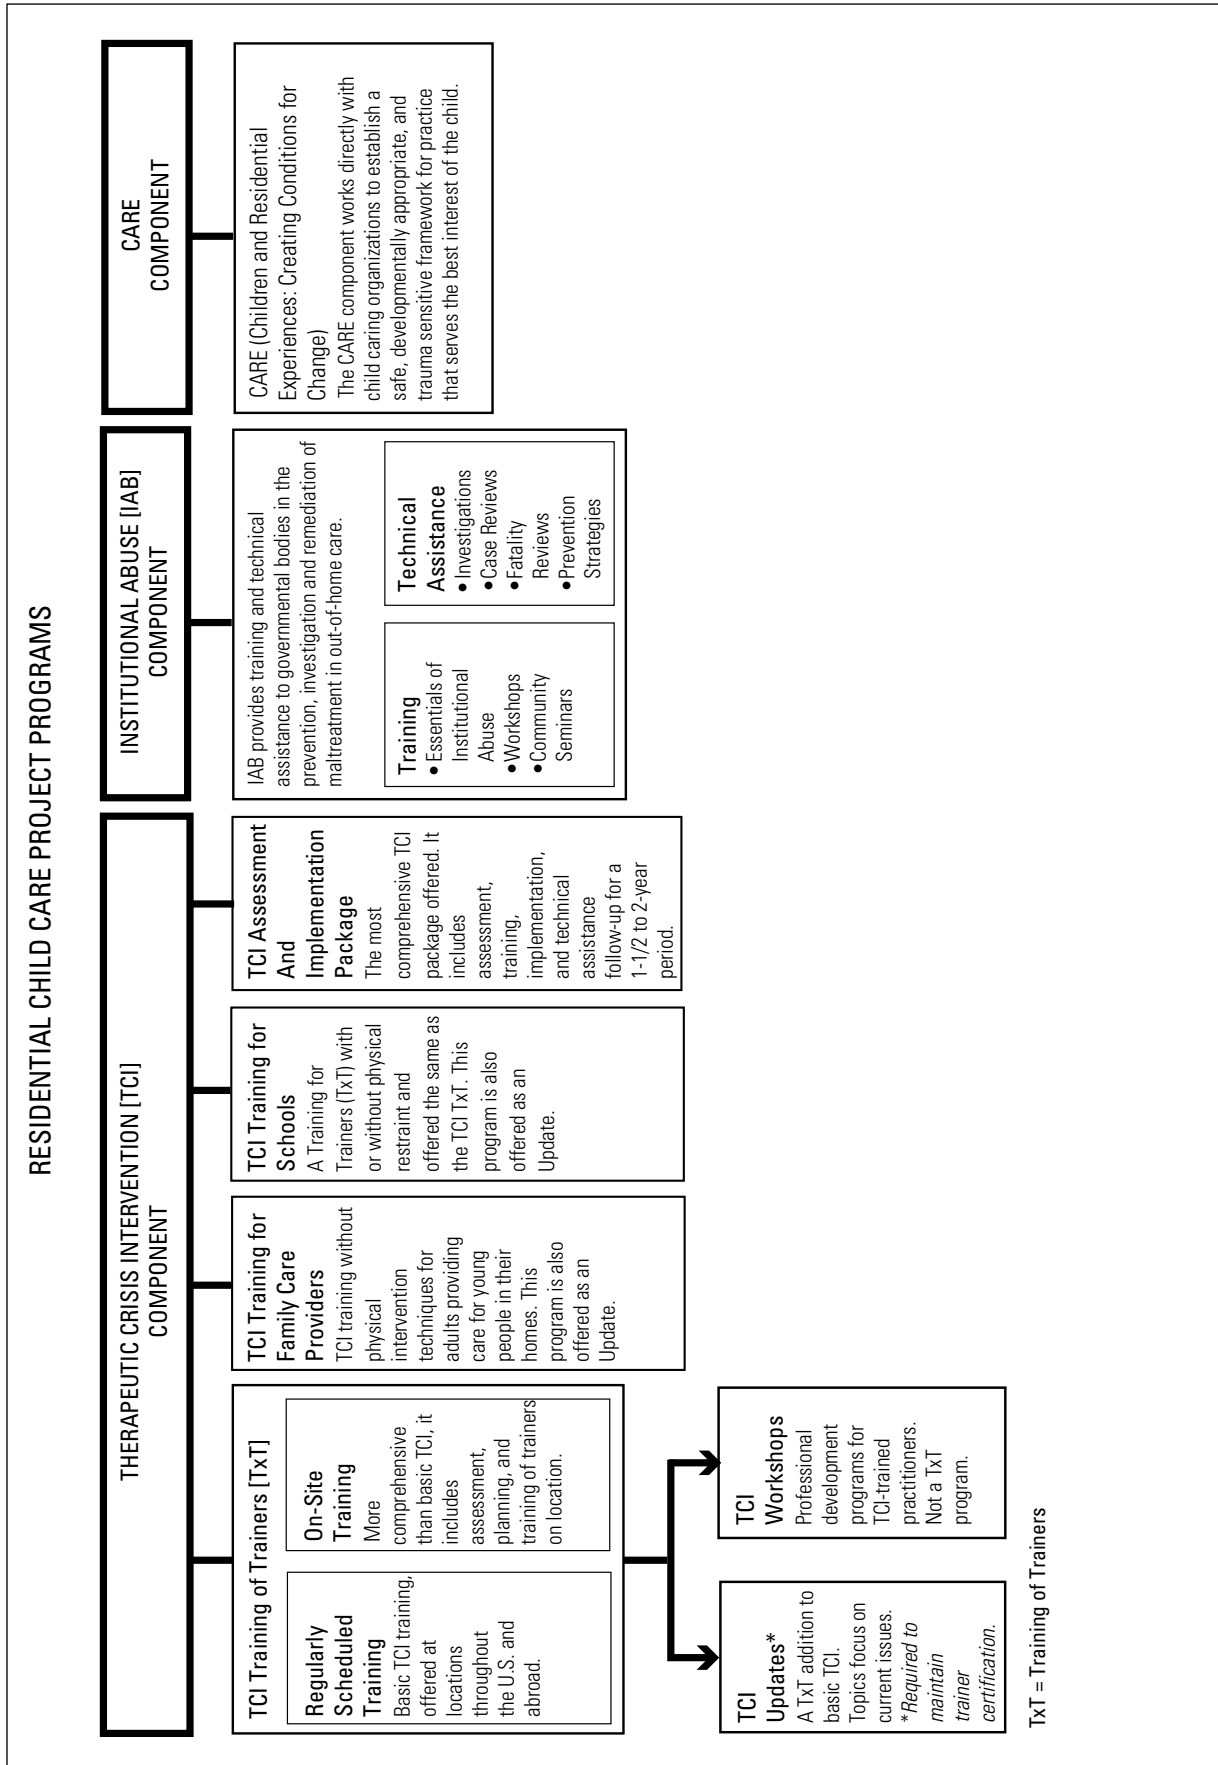 RESIDENTIAL CHILD CARE PROJECT PROGRAMS
THERAPEUTIC CRISIS INTERVENTION [TCI]
COMPONENT
TCI Training of Trainers [TxT]
Regularly
Scheduled
Training
Basic TCI training,
offered at
locations
throughout
the U.S. and
abroad.
On-Site
Training
More
comprehensive
than basic TCI, it
includes
assessment,
planning, and
training of trainers
on location.
TCI
Updates*
A TxT addition to
basic TCI.
Topics focus on
current issues.
*Required to
maintain
trainer
certification.
TCI
Workshops
Professional
development
programs for
TCI-trained
practitioners.
Not a TxT
program.
TCI Training for
Family Care
Providers
TCI training without
physical
intervention
techniques for
adults providing
care for young
people in their
homes. This
program is also
offered as an
Update.
TCI Training for
Schools
A Training for
Trainers (TxT) with
or without physical
restraint and
offered the same as
the TCI TxT. This
program is also
offered as an
Update.
TCI Assessment
And
Implementation
Package
The most
comprehensive TCI
package offered. It
includes
assessment,
training,
implementation,
and technical
assistance
follow-up for a
1-1/2 to 2-year
period.
INSTITUTIONAL ABUSE [IAB]
COMPONENT
IAB provides training and technical
assistance to governmental bodies in the
prevention, investigation and remediation of
maltreatment in out-of-home care.
Training
• Essentials of
Institutional
Abuse
• Workshops
• Community
Seminars
Technical
Assistance
• Investigations
• Case Reviews
• Fatality
Reviews
• Prevention
Strategies
CARE
COMPONENT
CARE (Children and Residential
Experiences: Creating Conditions for
Change)
The CARE component works directly with
child caring organizations to establish a
safe, developmentally appropriate, and
trauma sensitive framework for practice
that serves the best interest of the child.
TxT = Training of Trainers